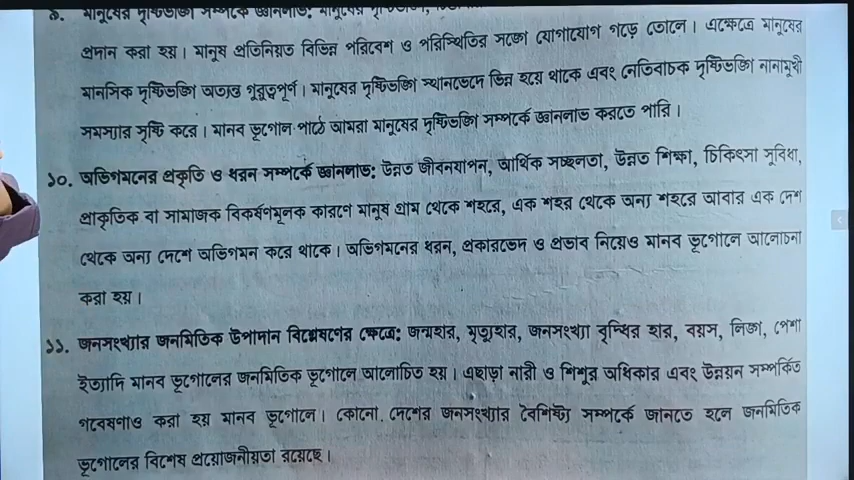 ৯. মানুষের দৃষ্টিভঙ্গি সম্পর্কে জ্ঞানলাভ: মানুষের
প্রদান করা হয়। মানুষ প্রতিনিয়ত বিভিন্ন পরিবেশ ও পরিস্থিতির সঙ্গে যোগাযোগ গড়ে তোলে। এক্ষেত্রে মানুষের
মানসিক দৃষ্টিভঙ্গি অত্যন্ত গুরুত্বপূর্ণ। মানুষের দৃষ্টিভঙ্গি স্থানভেদে ভিন্ন হয়ে থাকে এবং নেতিবাচক দৃষ্টিভঙ্গি নানামুখী
সমস্যার সৃষ্টি করে। মানব ভূগোল পাঠে আমরা মানুষের দৃষ্টিভঙ্গি সম্পর্কে জ্ঞানলাভ করতে পারি।
১০. অভিগমনের প্রকৃতি ও ধরন সম্পর্কে জ্ঞানলাভ: উন্নত জীবনযাপন, আর্থিক সচ্ছলতা, উন্নত শিক্ষা, চিকিৎসা সুবিধা,
প্রাকৃতিক বা সামাজিক বিকর্ষণমূলক কারণে মানুষ গ্রাম থেকে শহরে, এক শহর থেকে অন্য শহরে আবার এক দেশ
থেকে অন্য দেশে অভিগমন করে থাকে। অভিগমনের ধরন, প্রকারভেদ ও প্রভাব নিয়েও মানব ভূগোলে আলোচনা
করা হয়।
১১. জনসংখ্যার জনমিতিক উপাদান বিশ্লেষণের ক্ষেত্রে: জন্মহার, মৃত্যুহার, জনসংখ্যা বৃদ্ধির হার, বয়স, লিঙ্গ, পেশা
ইত্যাদি মানব ভূগোলের জনমিতিক ভূগোলে আলোচিত হয়। এছাড়া নারী ও শিশুর অধিকার এবং উন্নয়ন সম্পর্কিত
গবেষণাও করা হয় মানব ভূগোলে। কোনো দেশের জনসংখ্যার বৈশিষ্ট্য সম্পর্কে জানতে হলে জনমিতিক
ভূগোলের বিশেষ প্রয়োজনীয়তা রয়েছে।